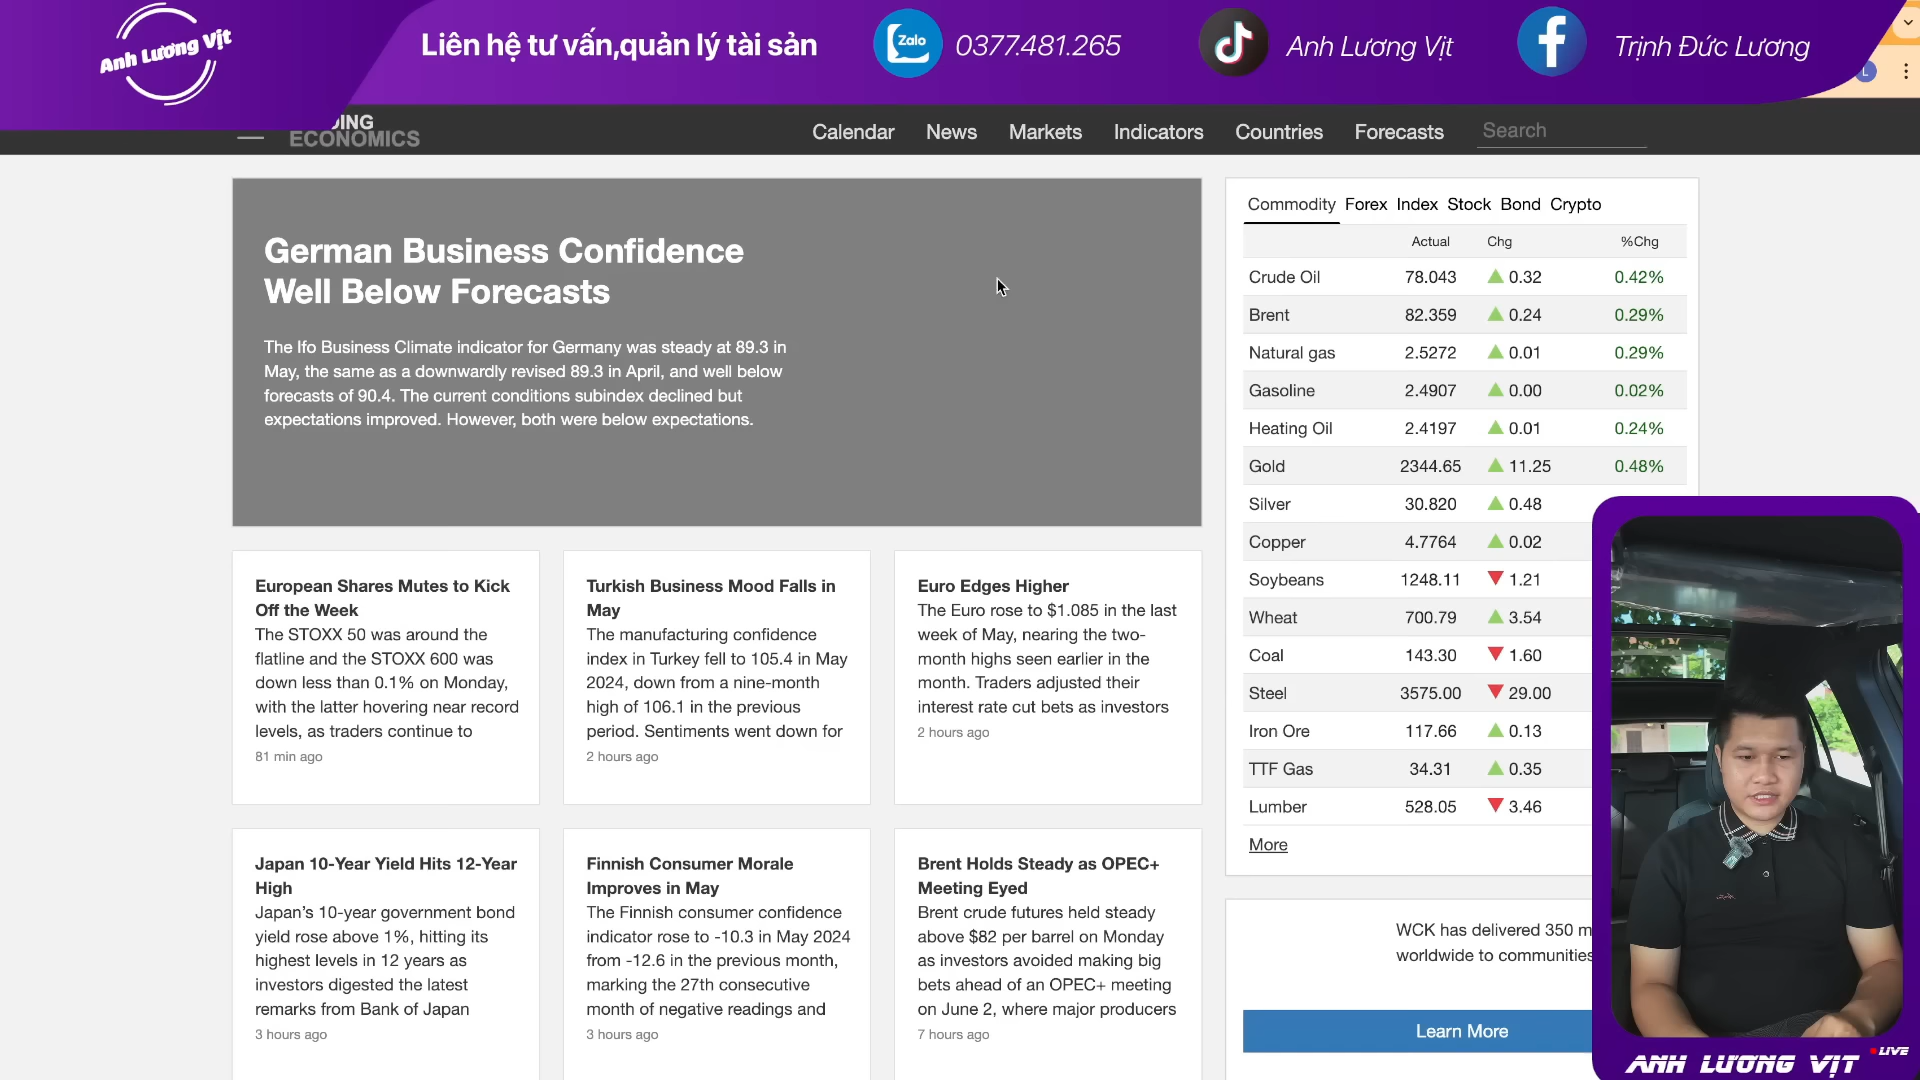 Anh Lương Vịt
Liên hệ tư vấn,quản lý tài sản
Zalo
0377.481.265
Anh Lương Vịt
Trịnh Đức Lương
L
DING
ECONOMICS
Calendar
News
Markets
Indicators
Countries
Forecasts
Search
German Business Confidence
Well Below Forecasts
The Ifo Business Climate indicator for Germany was steady at 89.3 in
May, the same as a downwardly revised 89.3 in April, and well below
forecasts of 90.4. The current conditions subindex declined but
expectations improved. However, both were below expectations.
European Shares Mutes to Kick
Off the Week
The STOXX 50 was around the
flatline and the STOXX 600 was
down less than 0.1% on Monday,
with the latter hovering near record
levels, as traders continue to
81 min ago
Turkish Business Mood Falls in
May
The manufacturing confidence
index in Turkey fell to 105.4 in May
2024, down from a nine-month
high of 106.1 in the previous
period. Sentiments went down for
2 hours ago
Euro Edges Higher
The Euro rose to $1.085 in the last
week of May, nearing the two-
month highs seen earlier in the
month. Traders adjusted their
interest rate cut bets as investors
2 hours ago
Japan 10-Year Yield Hits 12-Year
High
Japan's 10-year government bond
yield rose above 1%, hitting its
highest levels in 12 years as
investors digested the latest
remarks from Bank of Japan
3 hours ago
Finnish Consumer Morale
Improves in May
The Finnish consumer confidence
indicator rose to -10.3 in May 2024
from -12.6 in the previous month,
marking the 27th consecutive
month of negative readings and
3 hours ago
Brent Holds Steady as OPEC+
Meeting Eyed
Brent crude futures held steady
above $82 per barrel on Monday
as investors avoided making big
bets ahead of an OPEC+ meeting
on June 2, where major producers
7 hours ago
Commodity Forex Index Stock Bond Crypto
Actual Chg %Chg
Crude Oil 78.043 0.32 0.42%
Brent 82.359 0.24 0.29%
Natural gas 2.5272 0.01 0.29%
Gasoline 2.4907 0.00 0.02%
Heating Oil 2.4197 0.01 0.24%
Gold 2344.65 11.25 0.48%
Silver 30.820 0.48
Copper 4.7764 0.02
Soybeans 1248.11 1.21
Wheat 700.79 3.54
Coal 143.30 1.60
Steel 3575.00 29.00
Iron Ore 117.66 0.13
TTF Gas 34.31 0.35
Lumber 528.05 3.46
More
WCK has delivered 350 m
worldwide to communities
Learn More
ANH LƯƠNG VỊT
LIVE